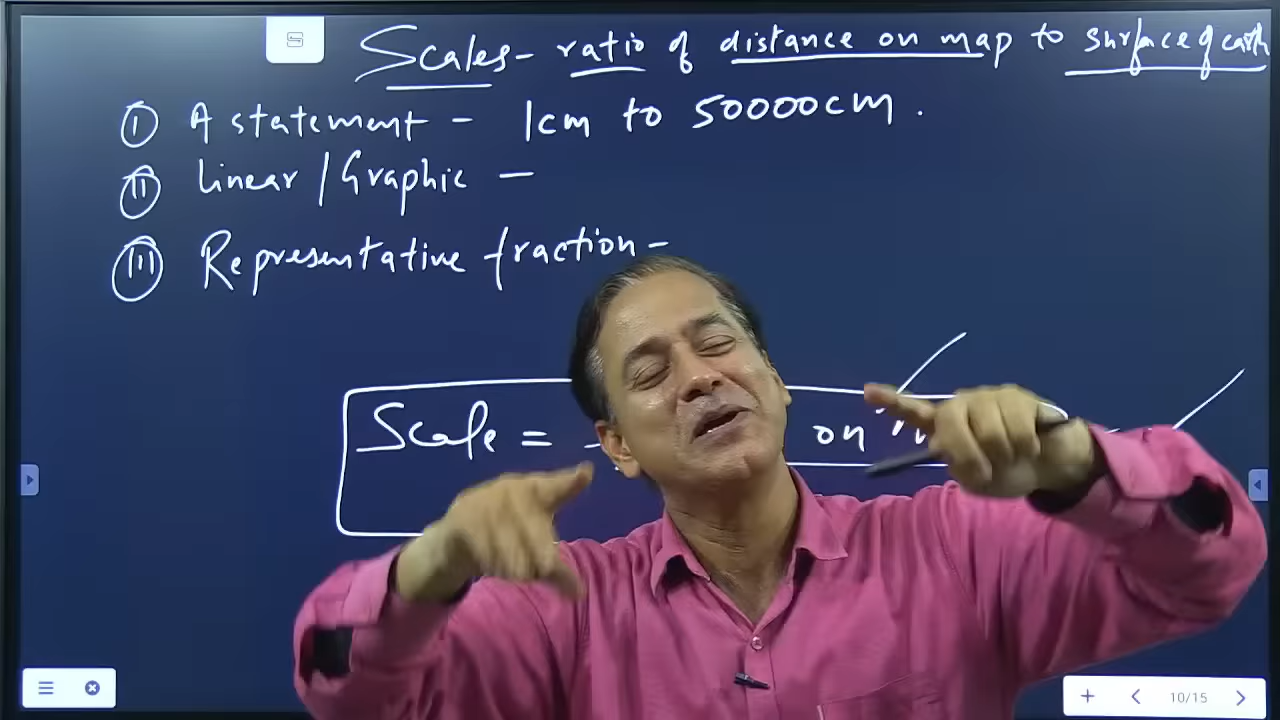 Scales - ratio of distance on map to surface of earth
I A statement - 1cm to 50000cm.
II Linear/Graphic -
III Representative fraction -
Scale = on
10/15